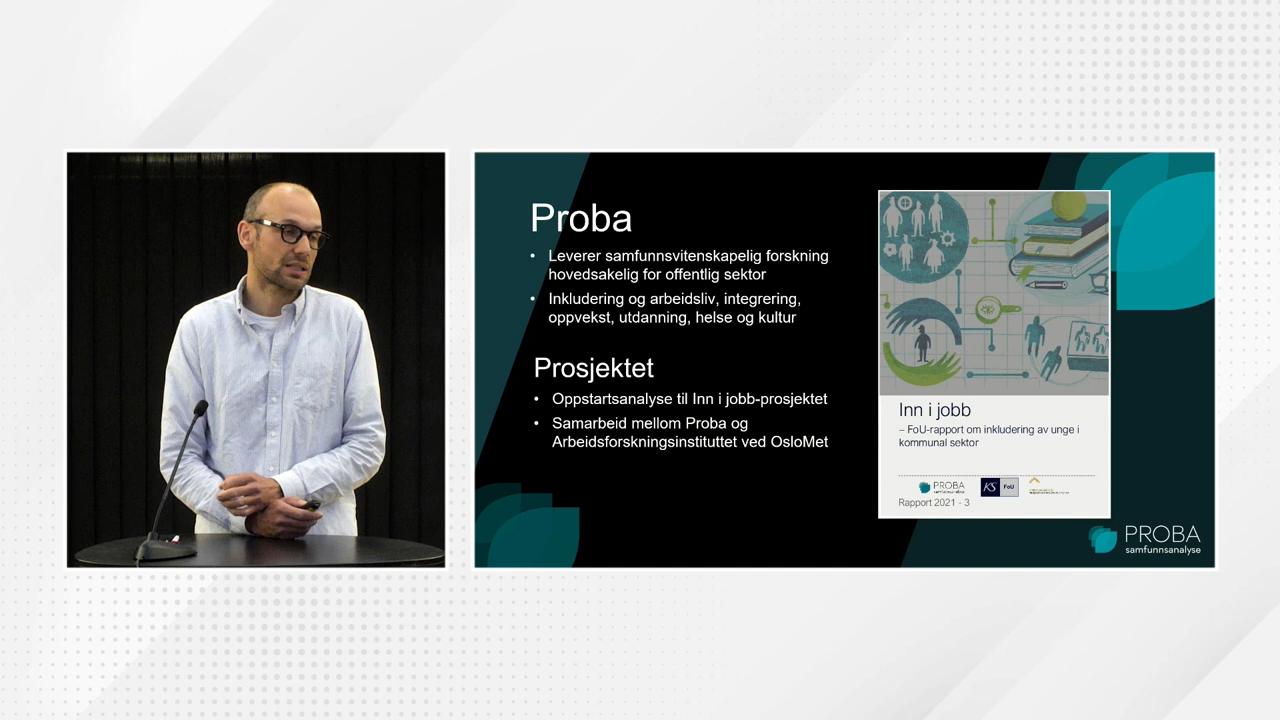 Proba
• Leverer samfunnsvitenskapelig forskning
hovedsakelig for offentlig sektor
• Inkludering og arbeidsliv, integrering,
oppvekst, utdanning, helse og kultur
Prosjektet
• Oppstartsanalyse til Inn i jobb-prosjektet
• Samarbeid mellom Proba og
Arbeidsforskningsinstituttet ved OsloMet
Inn i jobb
– FoU-rapport om inkludering av unge i
kommunal sektor
PROBA
samfunnsanalyse
KS FoU
Rapport 2021 - 3
PROBA
samfunnsanalyse